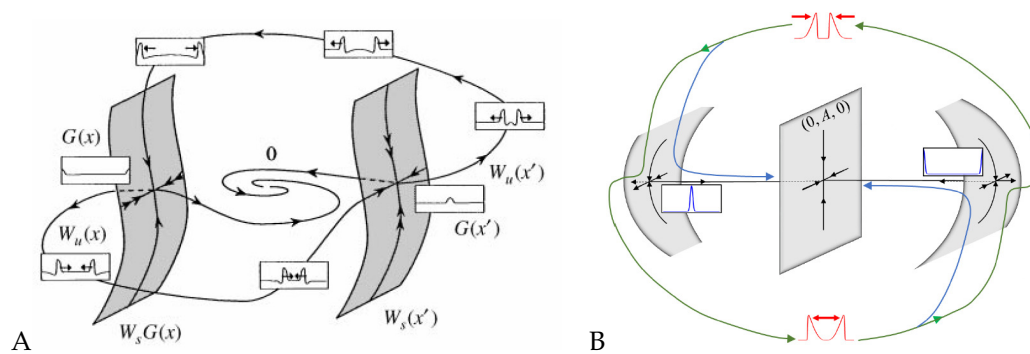 G(x)
0
W_u(x')
G(x')
W_u(x)
W_sG(x)
W_s(x')
A
(0, A, 0)
B